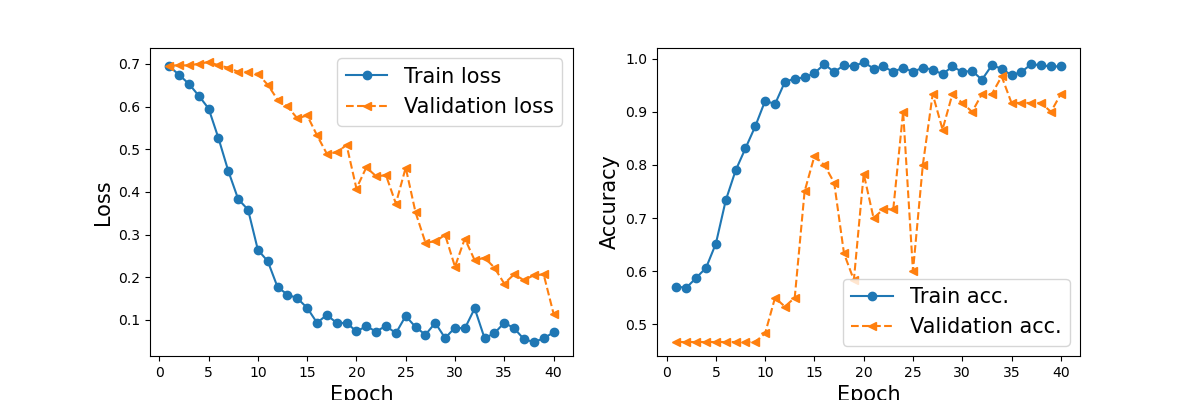 0.7
0.6
0.5
0.4
0.3
0.2
0.1
Loss
0 5 10 15 20 25 30 35 40
Epoch
Train loss
Validation loss
1.0
0.9
0.8
0.7
0.6
0.5
Accuracy
0 5 10 15 20 25 30 35 40
Epoch
Train acc.
Validation acc.